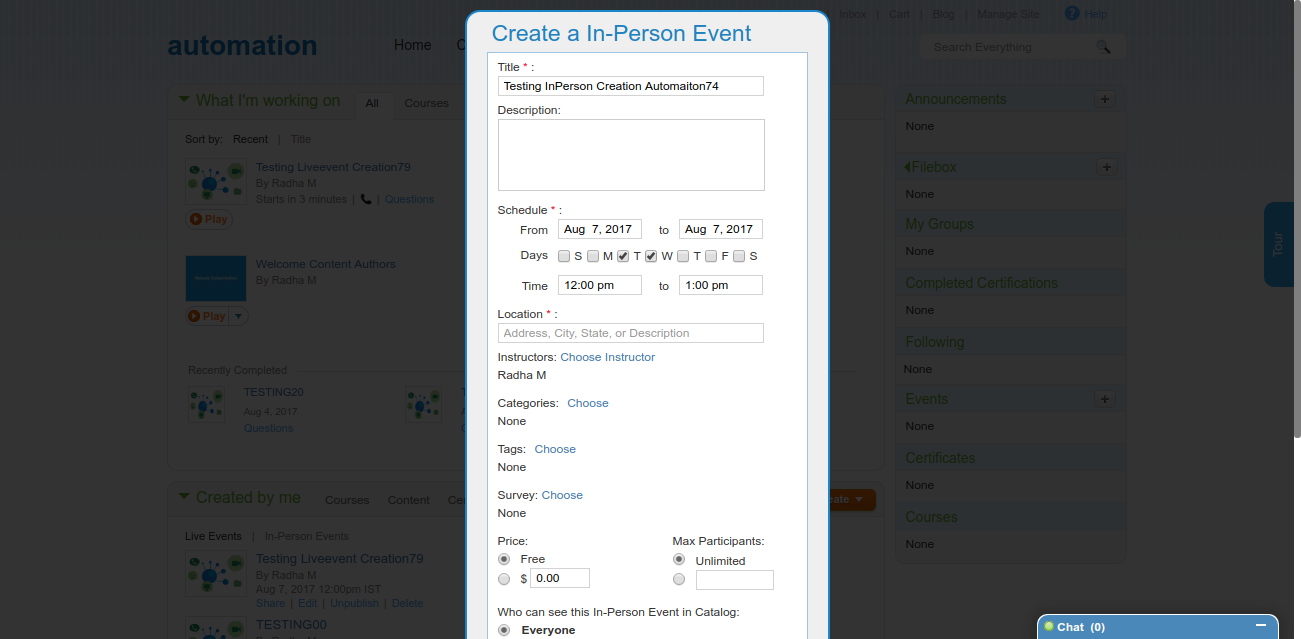 Inbox | Cart | Blog | Manage Site ? Help
automation
Home
Search Everything
Create a In-Person Event
Title * :
Testing InPerson Creation Automaiton74
Description:
Schedule * :
From Aug 7, 2017 to Aug 7, 2017
Days S M T W T F S
Time 12:00 pm to 1:00 pm
Location * :
Address, City, State, or Description
Instructors: Choose Instructor
Radha M
Categories: Choose
None
Tags: Choose
None
Survey: Choose
None
Price: Max Participants:
Free Unlimited
$ 0.00
Who can see this In-Person Event in Catalog:
Everyone
What I'm working on All Courses
Sort by: Recent | Title
Testing Liveevent Creation79
By Radha M
Starts in 3 minutes | | Questions
Play
Welcome Content Authors
By Radha M
Play
Recently Completed
TESTING20
Aug 4, 2017
Questions
Created by me Courses Content
Live Events | In-Person Events
Testing Liveevent Creation79
By Radha M
Aug 7, 2017 12:00pm IST
Share | Edit | Unpublish | Delete
TESTING00
By Radha M
Announcements +
None
Filebox +
None
My Groups
None
Completed Certifications
None
Following
None
Events +
None
Certificates
None
Courses
None
Tour
Chat (0)